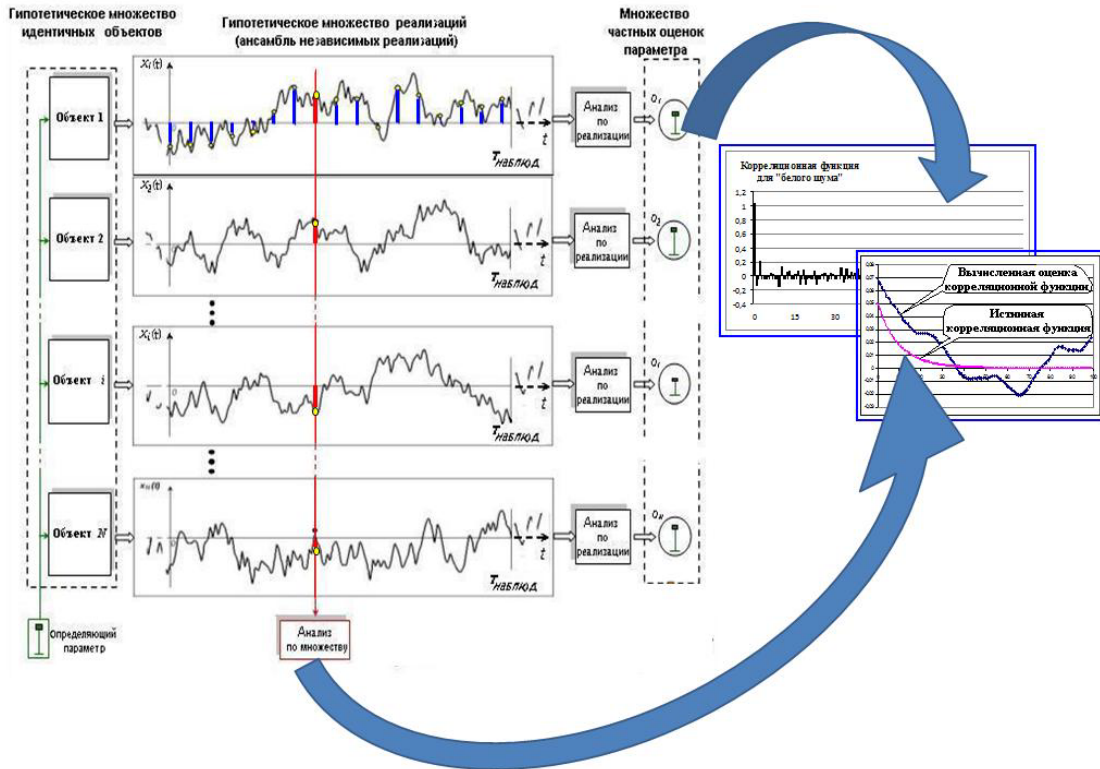 Гипотетическое множество
идентичных объектов
Гипотетическое множество реализаций
(ансамбль независимых реализаций)
Множество
частных оценок
параметра
Объект 1
X₁(t)
t
Tнаблюд
Анализ
по
реализации
Q₁
Объект 2
X₂(t)
t
Tнаблюд
Анализ
по
реализации
Q₂
Объект i
Xᵢ(t)
t
Tнаблюд
Анализ
по
реализации
Qᵢ
Объект N
t
Tнаблюд
Анализ
по
реализации
Определяющий
параметр
Анализ
по множеству
Корреляционная функция
для "белого шума"
1,2
1
0,8
0,6
0,4
0,2
0
-0,2
-0,4
0 15 30
Вычисленная оценка
корреляционной функции
Истинная
корреляционная функция